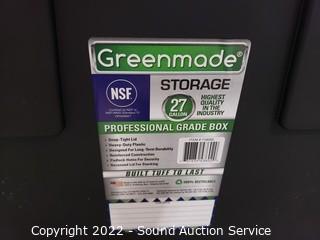 Greenmade®
NSF
STORAGE
27
GALLON
HIGHEST
QUALITY
IN THE
INDUSTRY
PROFESSIONAL GRADE BOX
• Snap-Tight Lid
• Heavy-Duty Plastic
• Designed For Long-Term Durability
• Reinforced Construction
• Padlock Holes For Security
• Recessed Lid For Stacking
BUILT TUFF TO LAST
100% RECYCLABLE
Copyright 2022 - Sound Auction Service